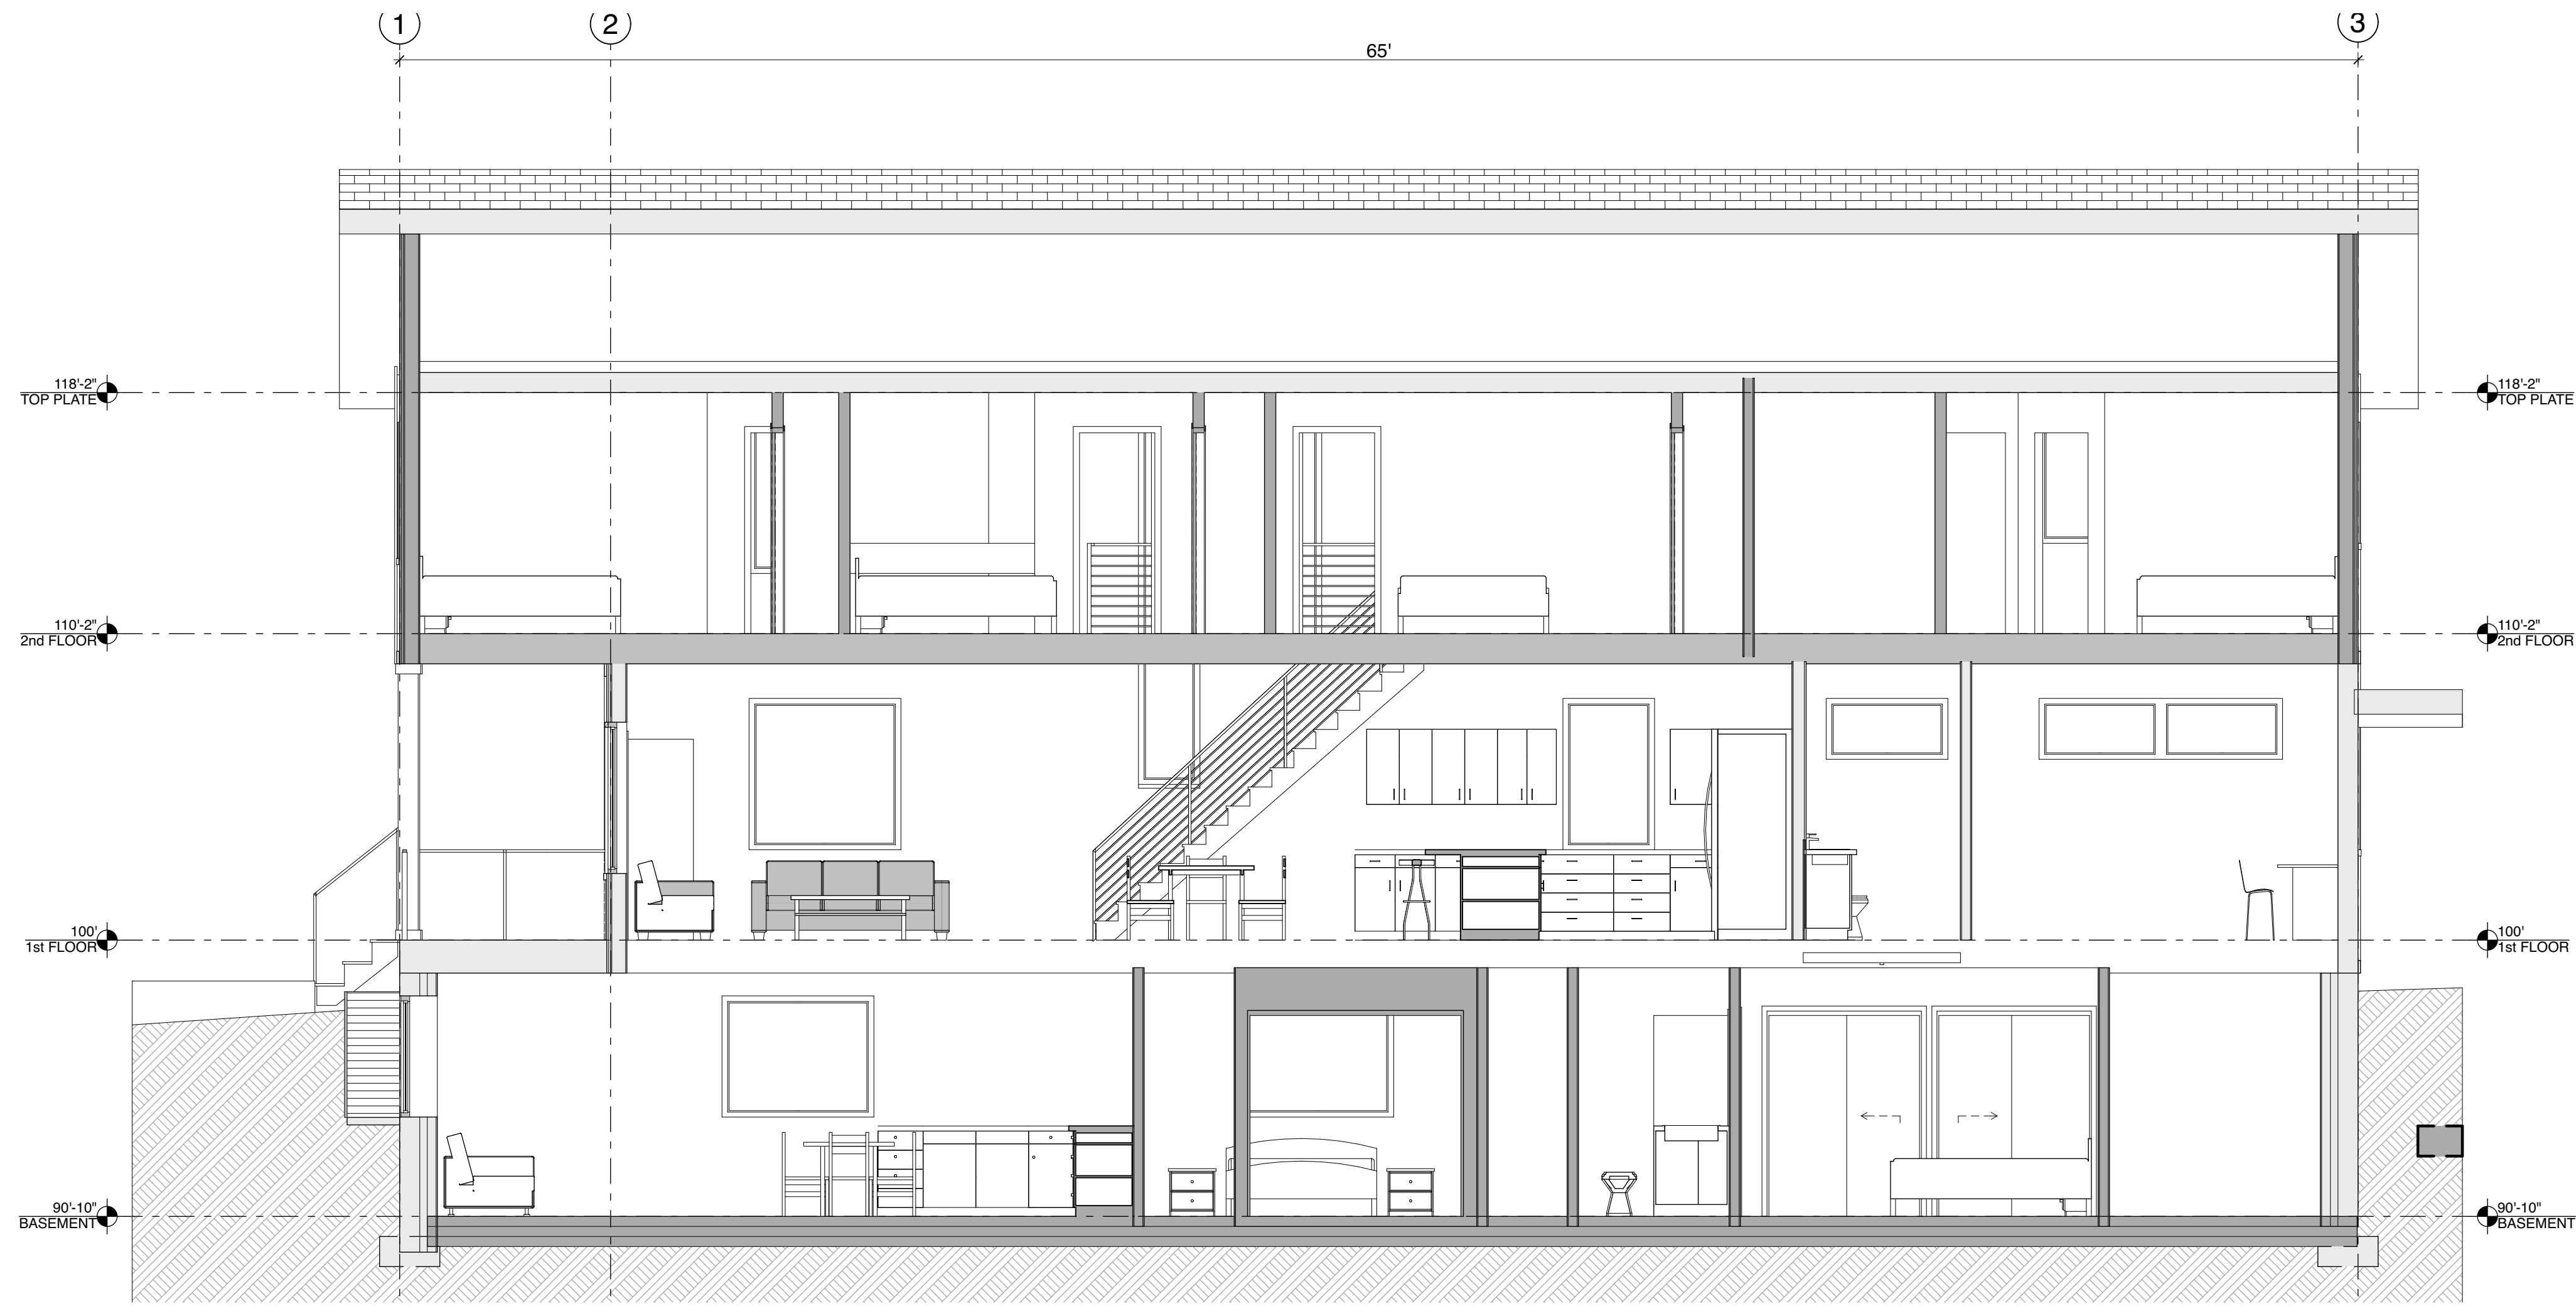 1
2
3
65'
118'-2"
TOP PLATE
118'-2"
TOP PLATE
110'-2"
2nd FLOOR
110'-2"
2nd FLOOR
100'
1st FLOOR
100'
1st FLOOR
90'-10"
BASEMENT
90'-10"
BASEMENT